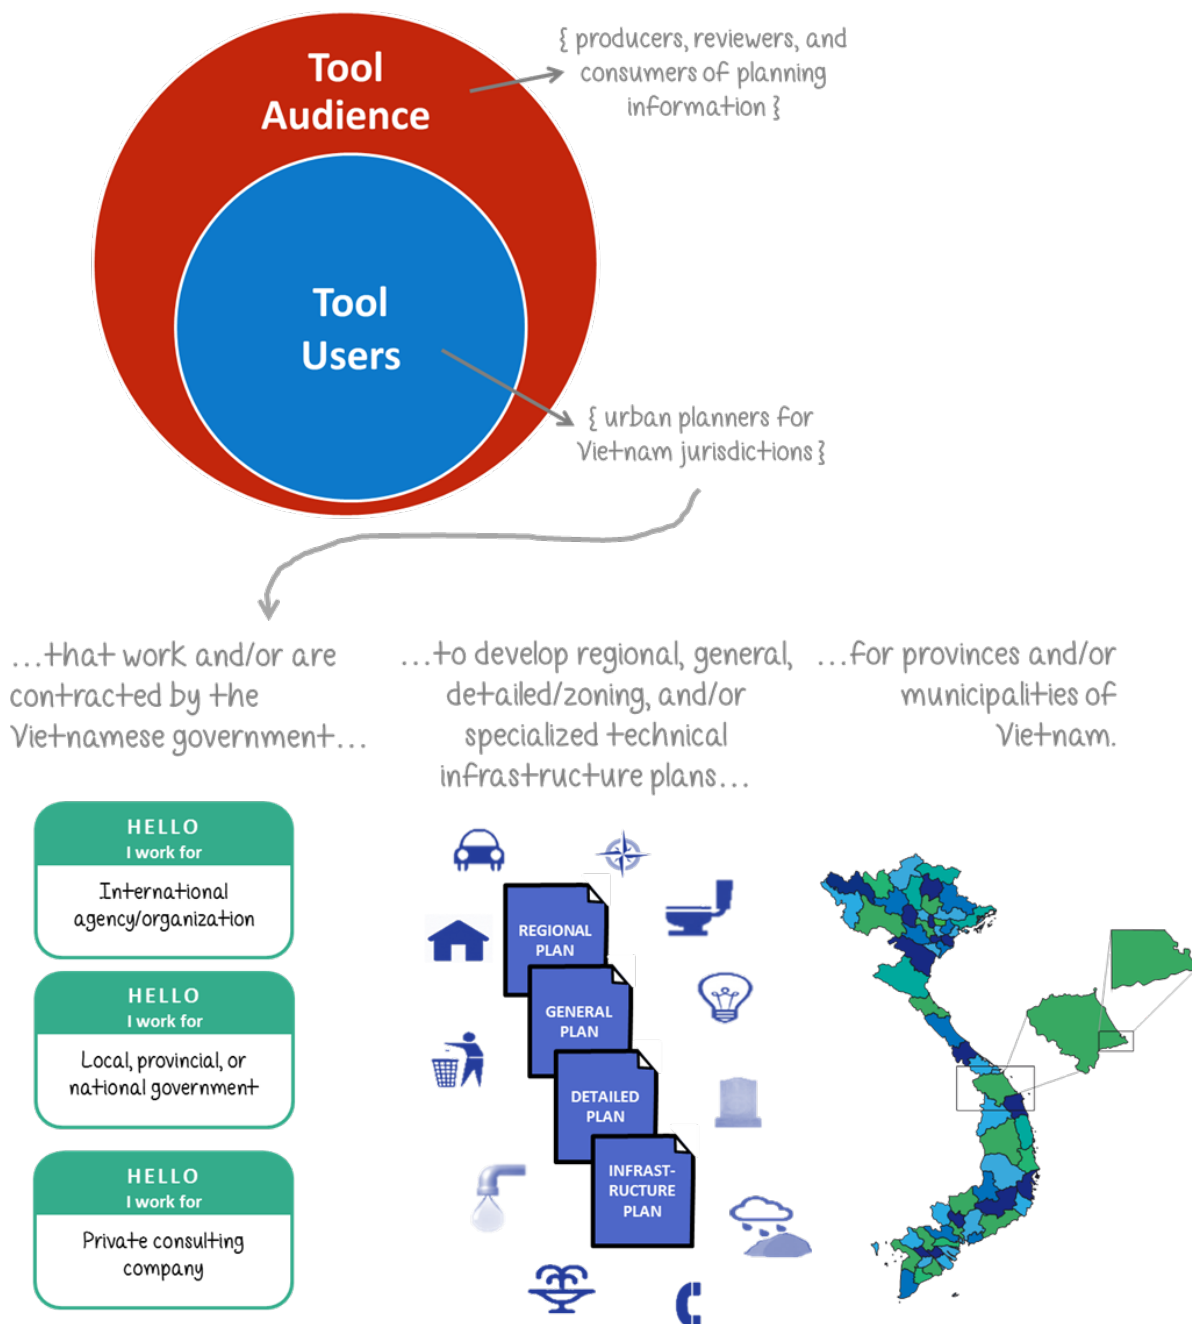 Tool
Audience
{ producers, reviewers, and
consumers of planning
information }
Tool
Users
{ urban planners for
Vietnam jurisdictions }
...that work and/or are
contracted by the
Vietnamese government...
...to develop regional, general,
detailed/zoning, and/or
specialized technical
infrastructure plans...
...for provinces and/or
municipalities of
Vietnam.
HELLO
I work for
International
agency/organization
HELLO
I work for
Local, provincial, or
national government
HELLO
I work for
Private consulting
company
REGIONAL
PLAN
GENERAL
PLAN
DETAILED
PLAN
INFRAST-
RUCTURE
PLAN